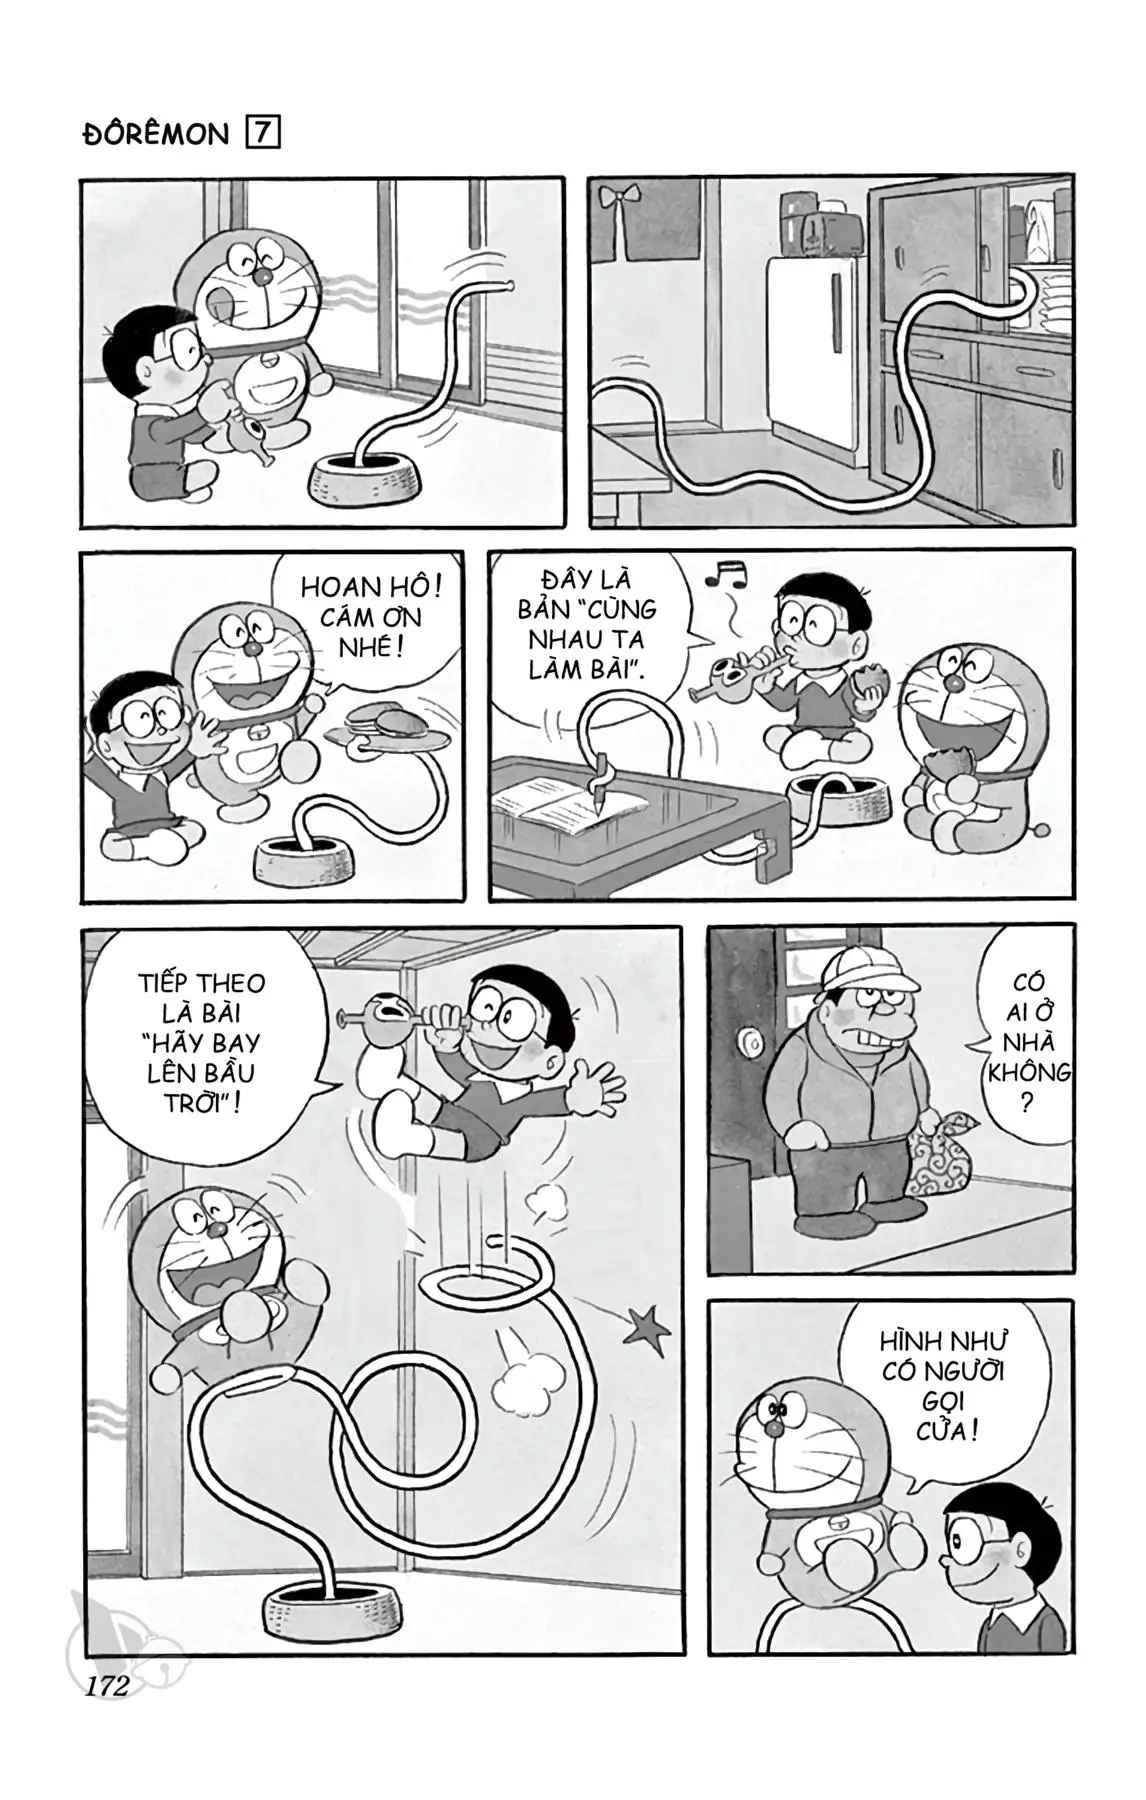 ĐÔRÊMON 7
HOAN HÔ!
CÁM ƠN
NHÉ!
ĐÂY LÀ
BẢN "CÙNG
NHAU TA
LÀM BÀI".
TIẾP THEO
LÀ BÀI
"HÃY BAY
LÊN BẦU
TRỜI"!
CÓ
AI Ở
NHÀ
KHÔNG
?
HÌNH NHƯ
CÓ NGƯỜI
GỌI
CỬA!
172